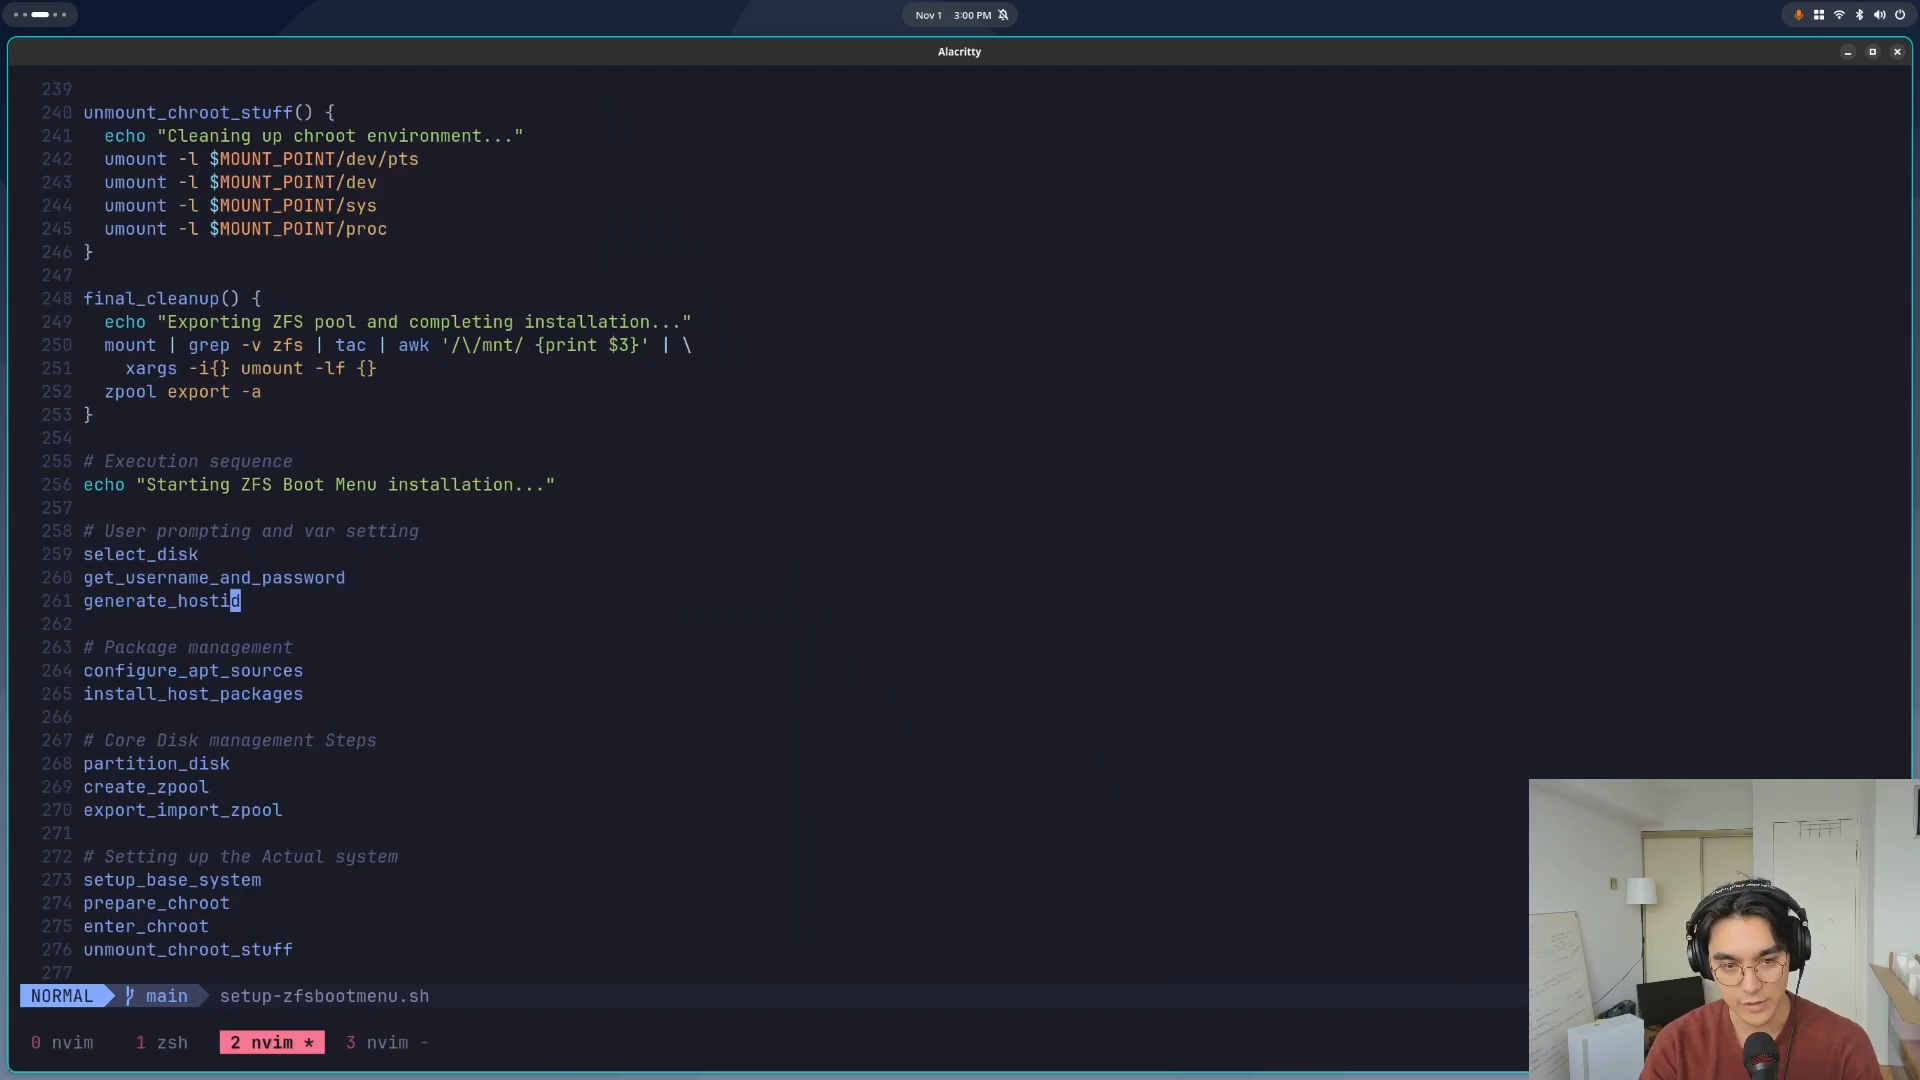 Nov 1 3:00 PM
Alacritty
239
240 unmount_chroot_stuff() {
241   echo "Cleaning up chroot environment..."
242   umount -l $MOUNT_POINT/dev/pts
243   umount -l $MOUNT_POINT/dev
244   umount -l $MOUNT_POINT/sys
245   umount -l $MOUNT_POINT/proc
246 }
247
248 final_cleanup() {
249   echo "Exporting ZFS pool and completing installation..."
250   mount | grep -v zfs | tac | awk '/\/mnt/ {print $3}' | \
251     xargs -i{} umount -lf {}
252   zpool export -a
253 }
254
255 # Execution sequence
256 echo "Starting ZFS Boot Menu installation..."
257
258 # User prompting and var setting
259 select_disk
260 get_username_and_password
261 generate_hostid
262
263 # Package management
264 configure_apt_sources
265 install_host_packages
266
267 # Core Disk management Steps
268 partition_disk
269 create_zpool
270 export_import_zpool
271
272 # Setting up the Actual system
273 setup_base_system
274 prepare_chroot
275 enter_chroot
276 unmount_chroot_stuff
277
NORMAL main setup-zfsbootmenu.sh
0 nvim 1 zsh 2 nvim * 3 nvim -